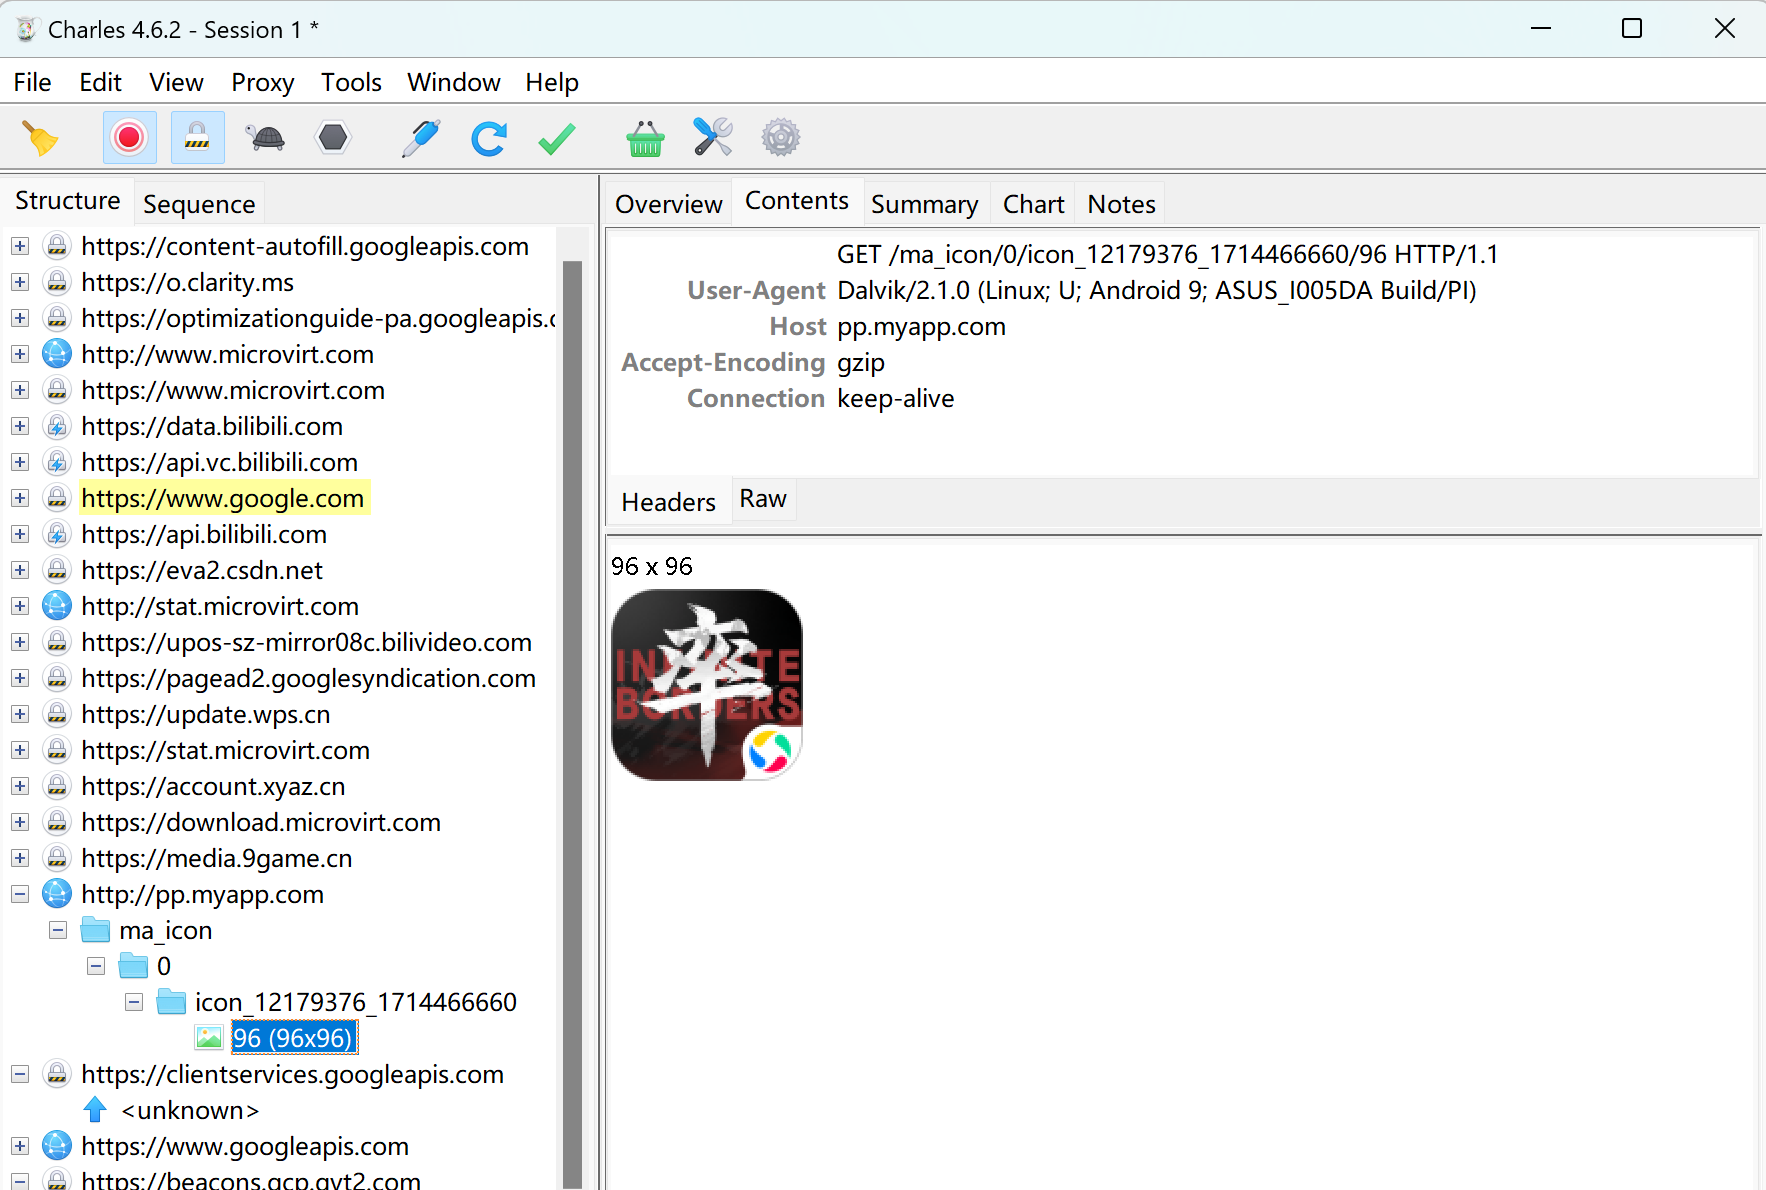 Charles 4.6.2 - Session 1 *
File Edit View Proxy Tools Window Help
Structure Sequence
https://content-autofill.googleapis.com
https://o.clarity.ms
https://optimizationguide-pa.googleapis.c
http://www.microvirt.com
https://www.microvirt.com
https://data.bilibili.com
https://api.vc.bilibili.com
https://www.google.com
https://api.bilibili.com
https://eva2.csdn.net
http://stat.microvirt.com
https://upos-sz-mirror08c.bilivideo.com
https://pagead2.googlesyndication.com
https://update.wps.cn
https://stat.microvirt.com
https://account.xyaz.cn
https://download.microvirt.com
https://media.9game.cn
http://pp.myapp.com
ma_icon
0
icon_12179376_1714466660
96 (96x96)
https://clientservices.googleapis.com
<unknown>
https://www.googleapis.com
https://beacons.gcp.gvt2.com
Overview Contents Summary Chart Notes
GET /ma_icon/0/icon_12179376_1714466660/96 HTTP/1.1
User-Agent Dalvik/2.1.0 (Linux; U; Android 9; ASUS_I005DA Build/PI)
Host pp.myapp.com
Accept-Encoding gzip
Connection keep-alive
Headers Raw
96 x 96
率
BORDERS